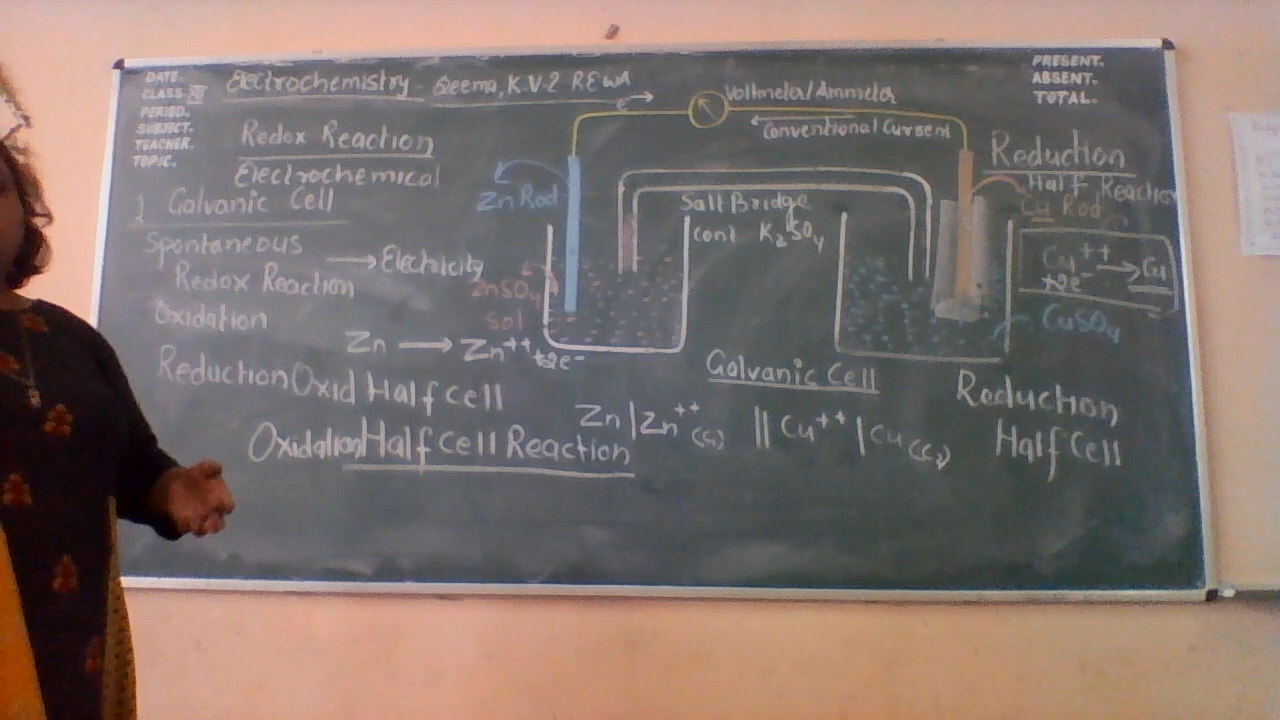 DATE.
CLASS
PERIOD.
SUBJECT.
TEACHER.
TOPIC.
Electrochemistry - Seema, K.V-2 REWA
Redox Reaction
Electrochemical
1 Galvanic Cell
Spontaneous
Redox Reaction → Electricity
Oxidation
Zn → Zn++ +2e-
Reduction Oxid Half cell
Oxidation Half cell Reaction
Voltmeter/Ammeter
Conventional Current
Zn Rod
Salt Bridge
cont K2SO4
ZnSO4
Sol
Galvanic Cell
Zn | Zn++ || Cu++ | Cu
PRESENT.
ABSENT.
TOTAL.
Reduction
Half Reaction
Cu Rod
Cu++ → Cu
+2e-
CuSO4
Reduction
Half Cell